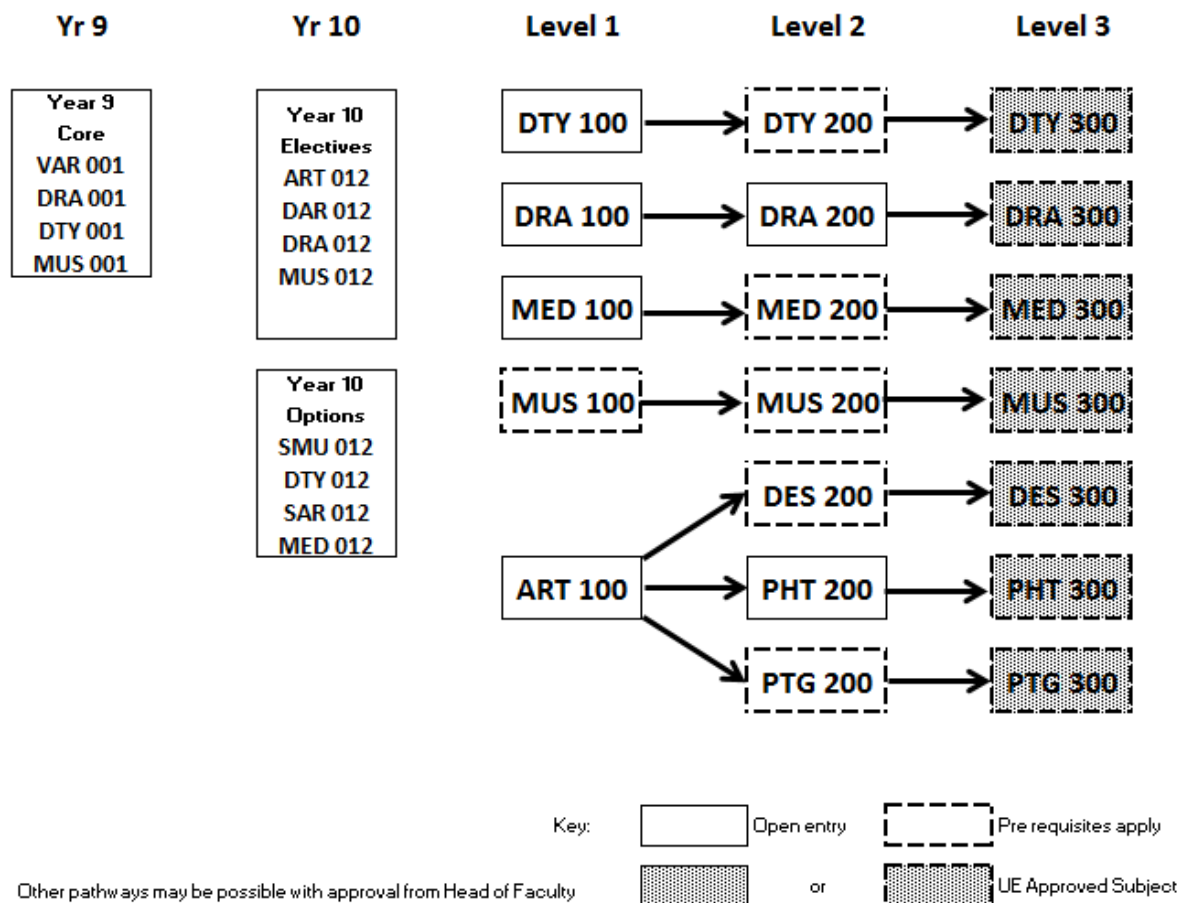 Yr 9 Yr 10 Level 1 Level 2 Level 3
Year 9
Core
VAR 001
DRA 001
DTY 001
MUS 001
Year 10
Electives
ART 012
DAR 012
DRA 012
MUS 012
Year 10
Options
SMU 012
DTY 012
SAR 012
MED 012
DTY 100 DTY 200 DTY 300
DRA 100 DRA 200 DRA 300
MED 100 MED 200 MED 300
MUS 100 MUS 200 MUS 300
DES 200 DES 300
ART 100 PHT 200 PHT 300
PTG 200 PTG 300
Key: Open entry Pre requisites apply
Other pathways may be possible with approval from Head of Faculty or UE Approved Subject